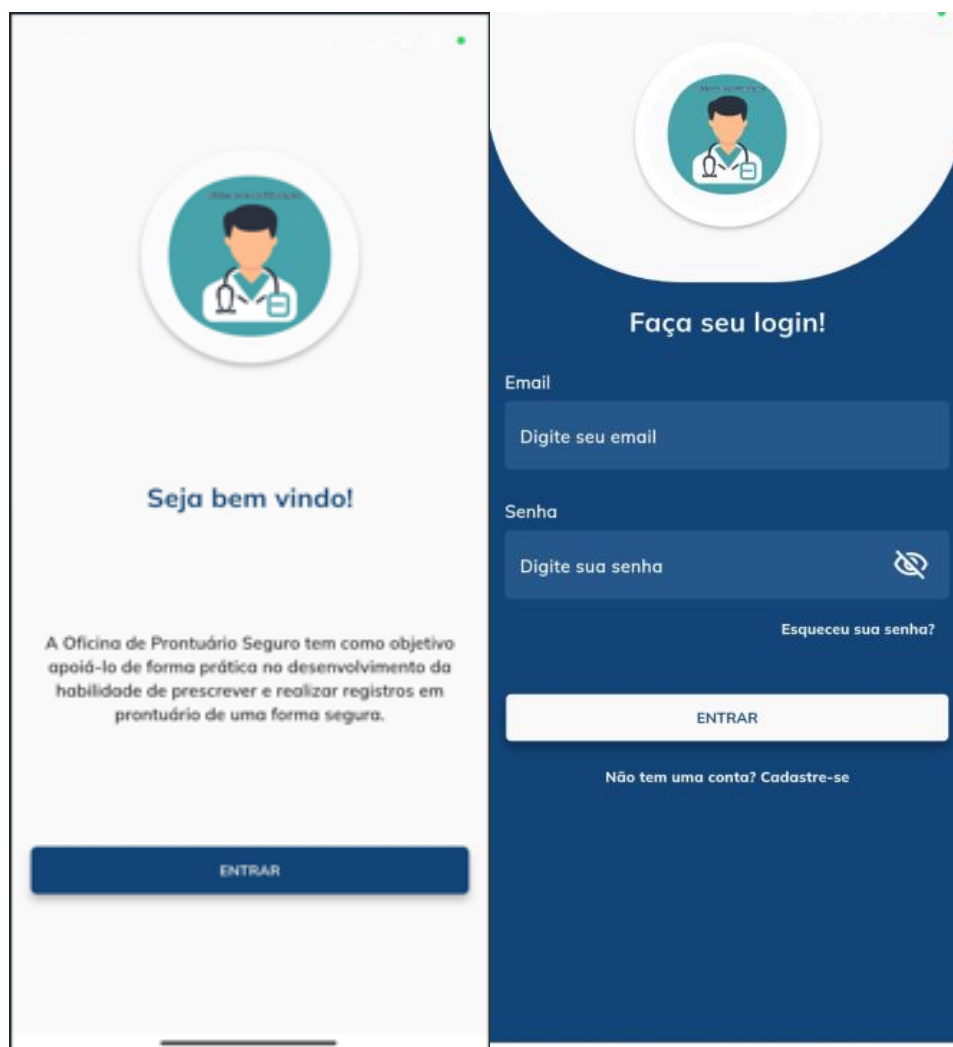 Seja bem vindo!
A Oficina de Prontuário Seguro tem como objetivo
apoiá-lo de forma prática no desenvolvimento da
habilidade de prescrever e realizar registros em
prontuário de uma forma segura.
ENTRAR
Faça seu login!
Email
Digite seu email
Senha
Digite sua senha
Esqueceu sua senha?
ENTRAR
Não tem uma conta? Cadastre-se